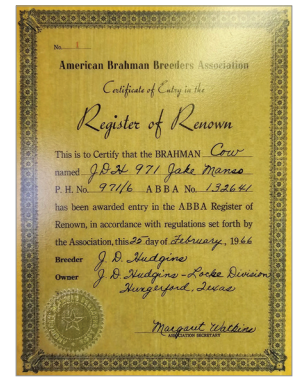 No. 1
American Brahman Breeders Association
Certificate of Entry in the
Register of Renown
This is to Certify that the BRAHMAN Cow
named J.D.H 971 Jake Manso
P. H. No. 971/6 A B B A No. 132641
has been awarded entry in the ABBA Register of
Renown, in accordance with regulations set forth by
the Association, this 22 day of February, 1966
Breeder J. D. Hudgins
Owner J. D. Hudgins - Locke Division
Hungerford, Texas
Margaret Watkins
ASSOCIATION SECRETARY